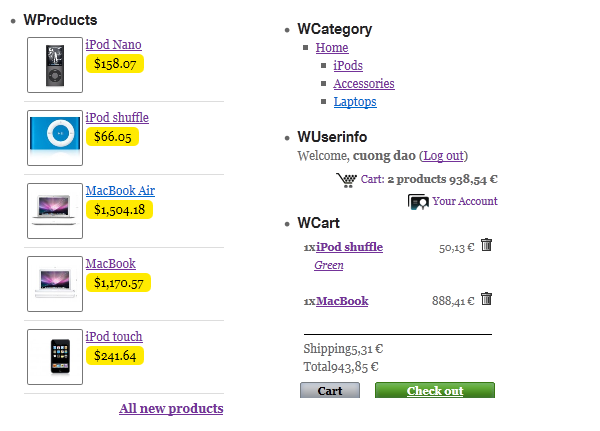 WProducts
iPod Nano
$158.07
iPod shuffle
$66.05
MacBook Air
$1,504.18
MacBook
$1,170.57
iPod touch
$241.64
All new products
WCategory
Home
iPods
Accessories
Laptops
WUserinfo
Welcome, cuong dao (Log out)
Cart: 2 products 938,54 €
Your Account
WCart
1xiPod shuffle 50,13 €
Green
1xMacBook 888,41 €
Shipping5,31 €
Total943,85 €
Cart Check out